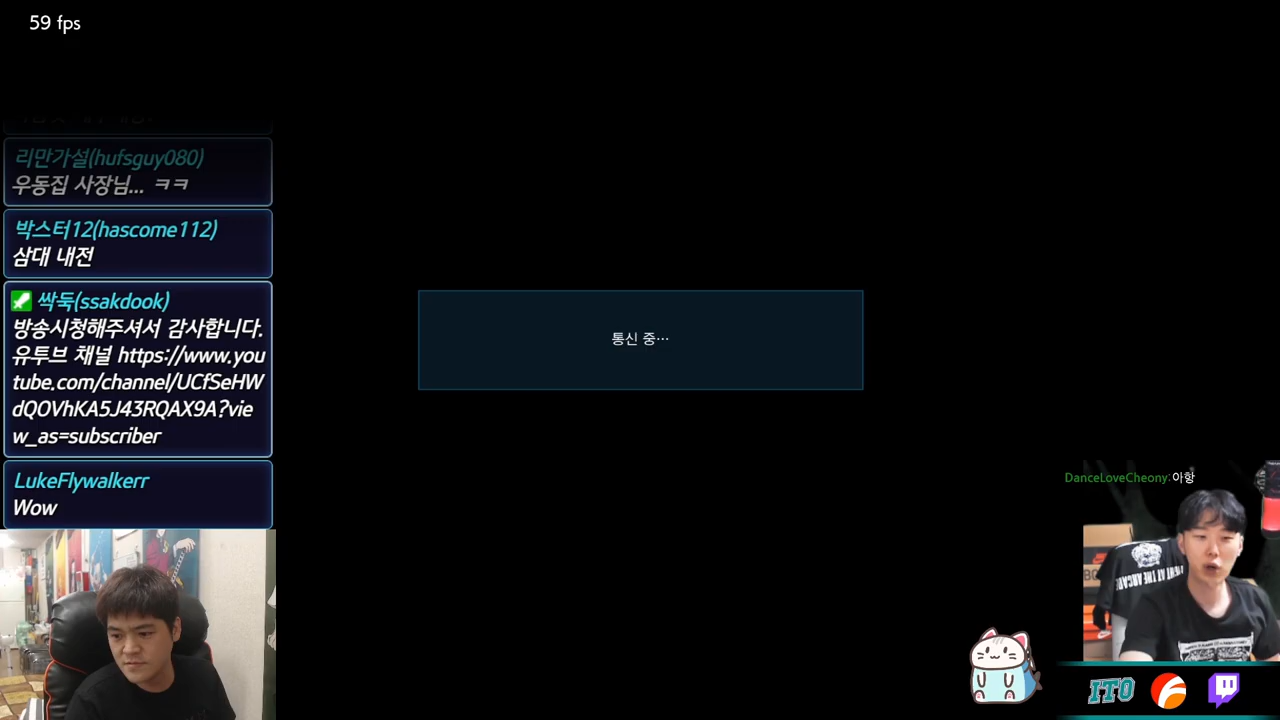 59 fps
리만가설(hufsguy080)
우동집 사장님... ㅋㅋ
박스터12(hascome112)
삼대 내전
싹둑(ssakdook)
방송시청해주셔서 감사합니다.
유투브 채널 https://www.you
tube.com/channel/UCfSeHW
dQOVhKA5J43RQAX9A?vie
w_as=subscriber
LukeFlywalkerr
Wow
통신 중…
DanceLoveCheony:아항
ITO